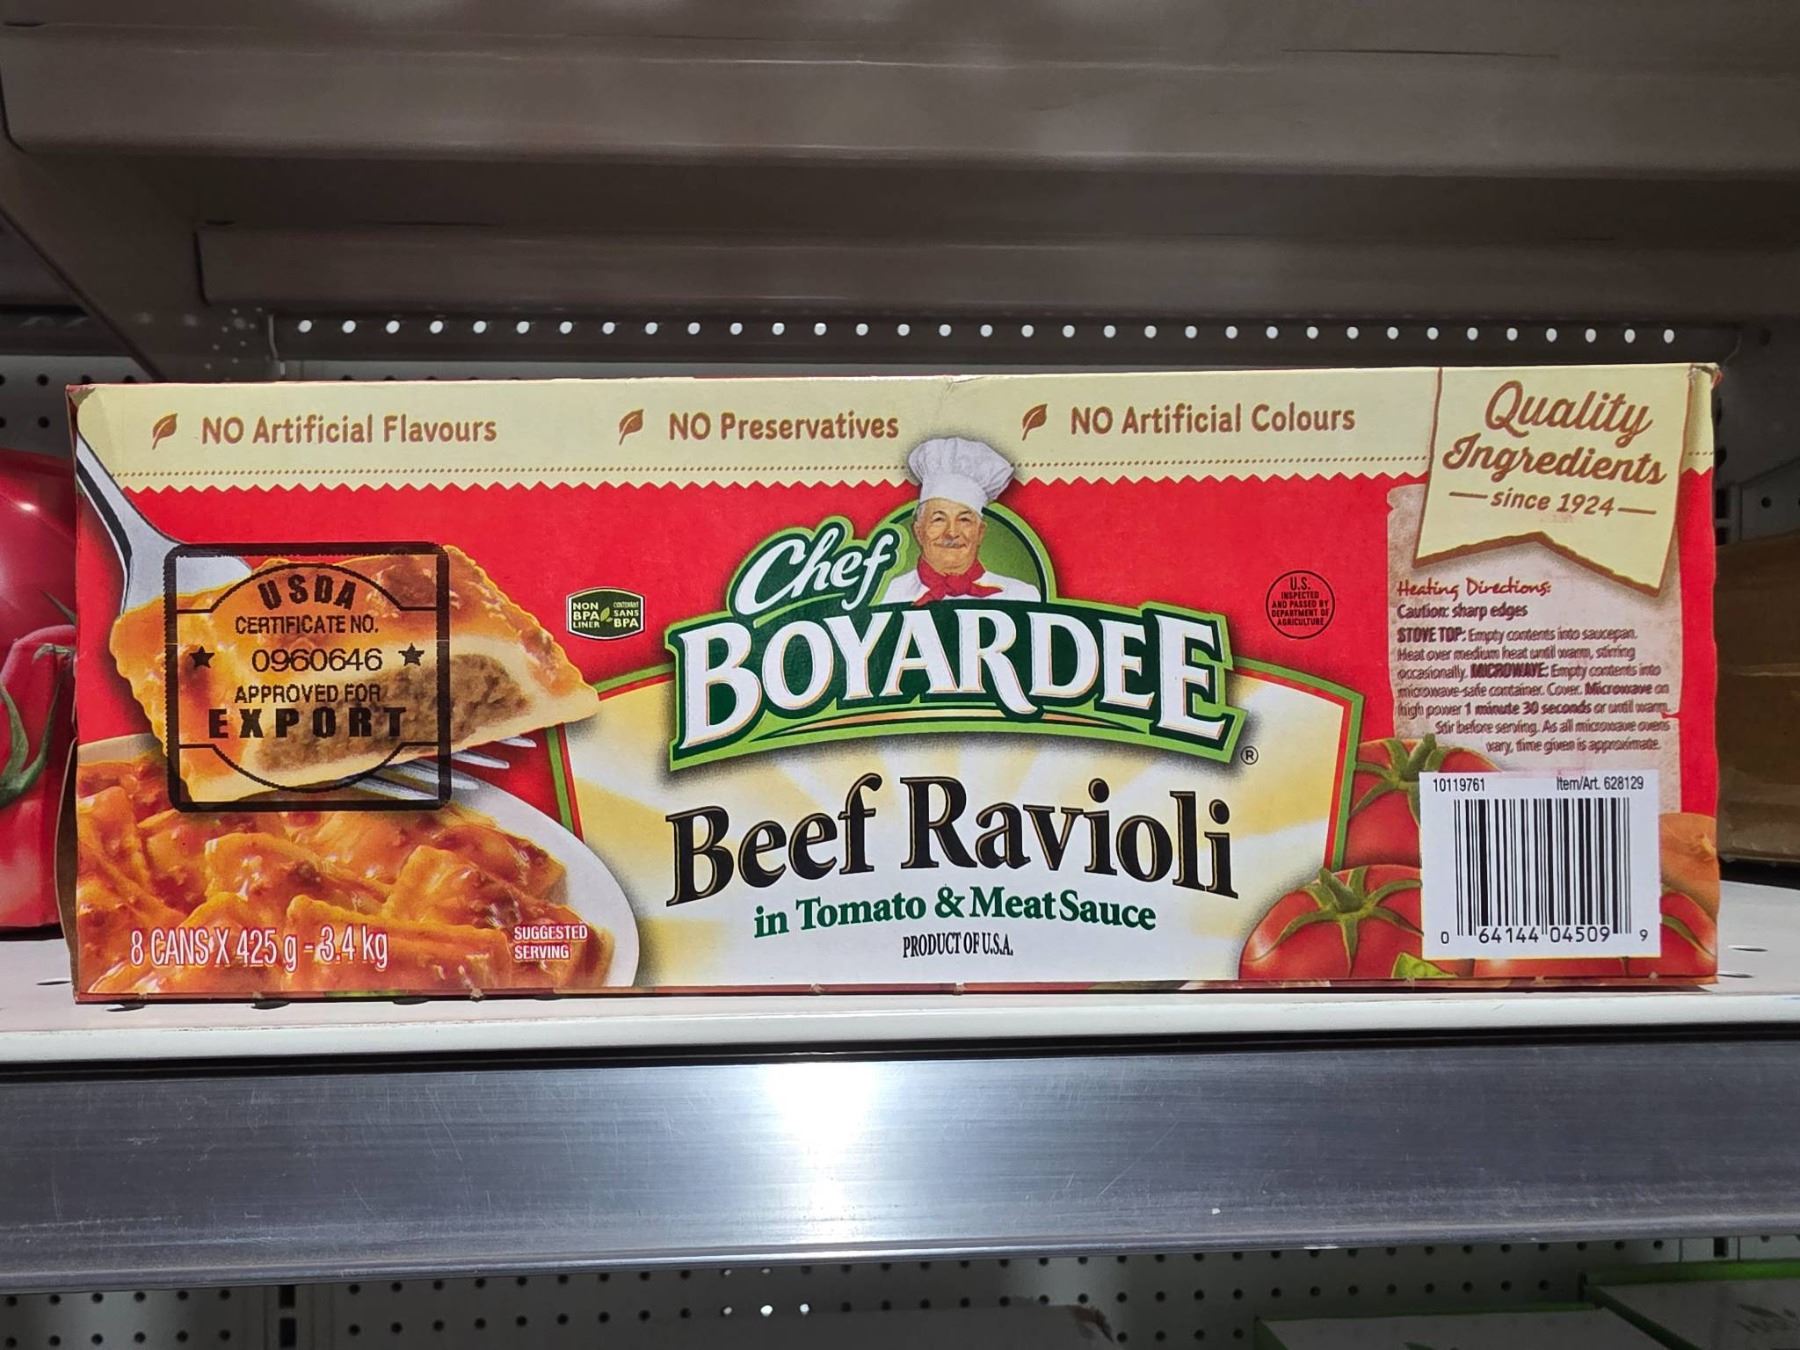 NO Artificial Flavours
NO Preservatives
NO Artificial Colours
Quality
Ingredients
since 1924
USDA
CERTIFICATE NO.
0960646
APPROVED FOR
EXPORT
NON
BPA
LINER
CONTENANT
SANS
BPA
Chef
BOYARDEE®
U.S.
INSPECTED
AND PASSED BY
DEPARTMENT OF
AGRICULTURE
Beef Ravioli
in Tomato & Meat Sauce
PRODUCT OF U.S.A.
8 CANS X 425 g - 3.4 kg
SUGGESTED
SERVING
Heating Directions:
Caution: sharp edges
STOVE TOP: Empty contents into saucepan.
Heat over medium heat until warm, stirring
occasionally. MICROWAVE: Empty contents into
microwave-safe container. Cover. Microwave on
high power 1 minute 30 seconds or until warm.
Stir before serving. As all microwave ovens
vary, time given is approximate.
10119761 Item/Art. 628129
0 64144 04509 9